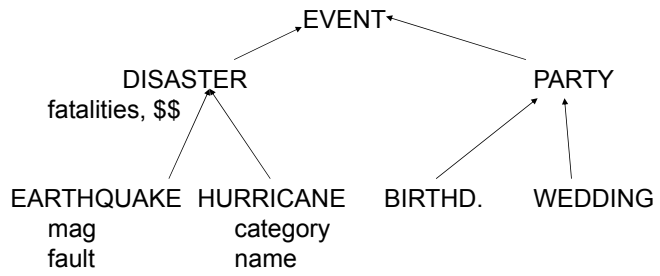 EVENT
DISASTER PARTY
fatalities, $$
EARTHQUAKE HURRICANE BIRTHD. WEDDING
mag category
fault name